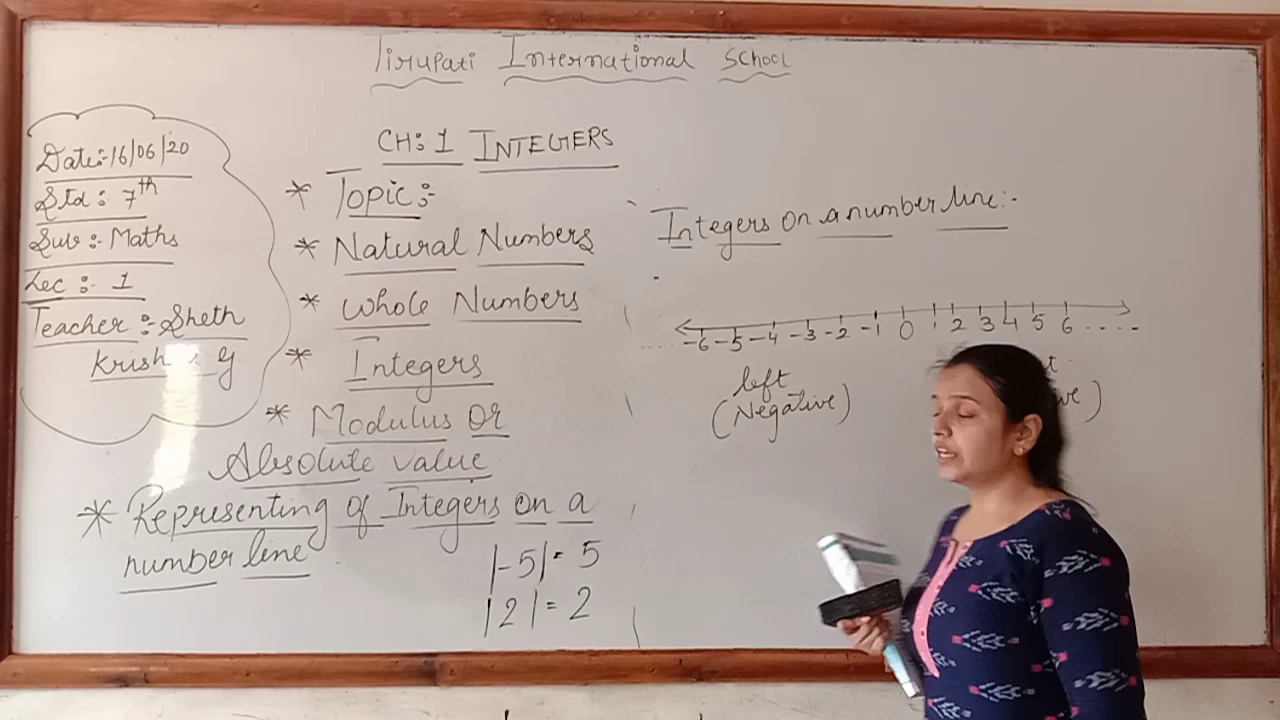 Tirupati International School
Date:-16/06/20
Std : 7th
Sub :- Maths
Lec :- 1
Teacher :- Sheth
Krish
CH: 1 INTEGERS
* Topic :-
* Natural Numbers
* Whole Numbers
* Integers
* Modulus or
Absolute value
* Representing of Integers on a
number line
|-5| = 5
|2| = 2
Integers on a number line:-
.... -6 -5 -4 -3 -2 -1 0 1 2 3 4 5 6 ....
left
(Negative)